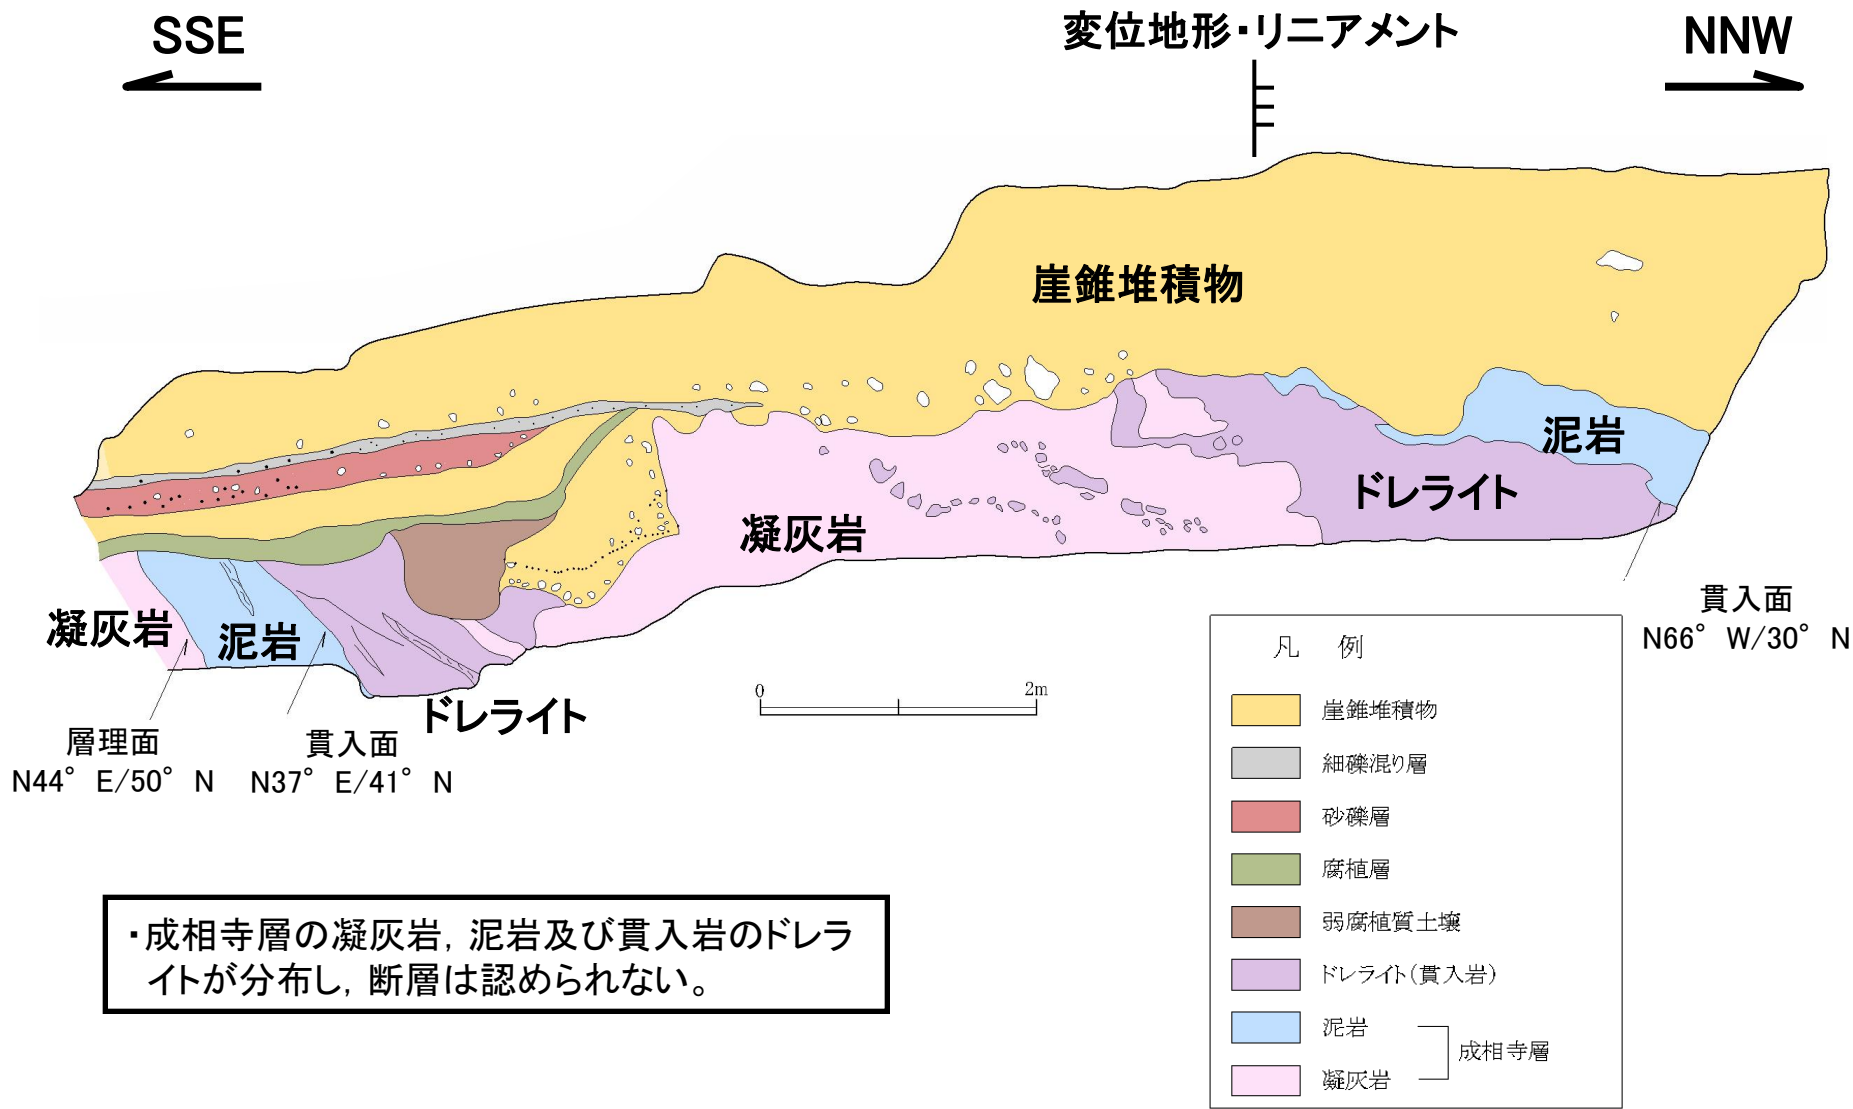 SSE
変位地形・リニアメント
NNW
崖錐堆積物
泥岩
ドレライト
凝灰岩
凝灰岩
泥岩
ドレライト
貫入面
N66° W/30° N
層理面
N44° E/50° N
貫入面
N37° E/41° N
0
2m
凡 例
崖錐堆積物
細礫混り層
砂礫層
腐植層
弱腐植質土壌
ドレライト(貫入岩)
泥岩
成相寺層
凝灰岩
・成相寺層の凝灰岩, 泥岩及び貫入岩のドレラ
イトが分布し, 断層は認められない。